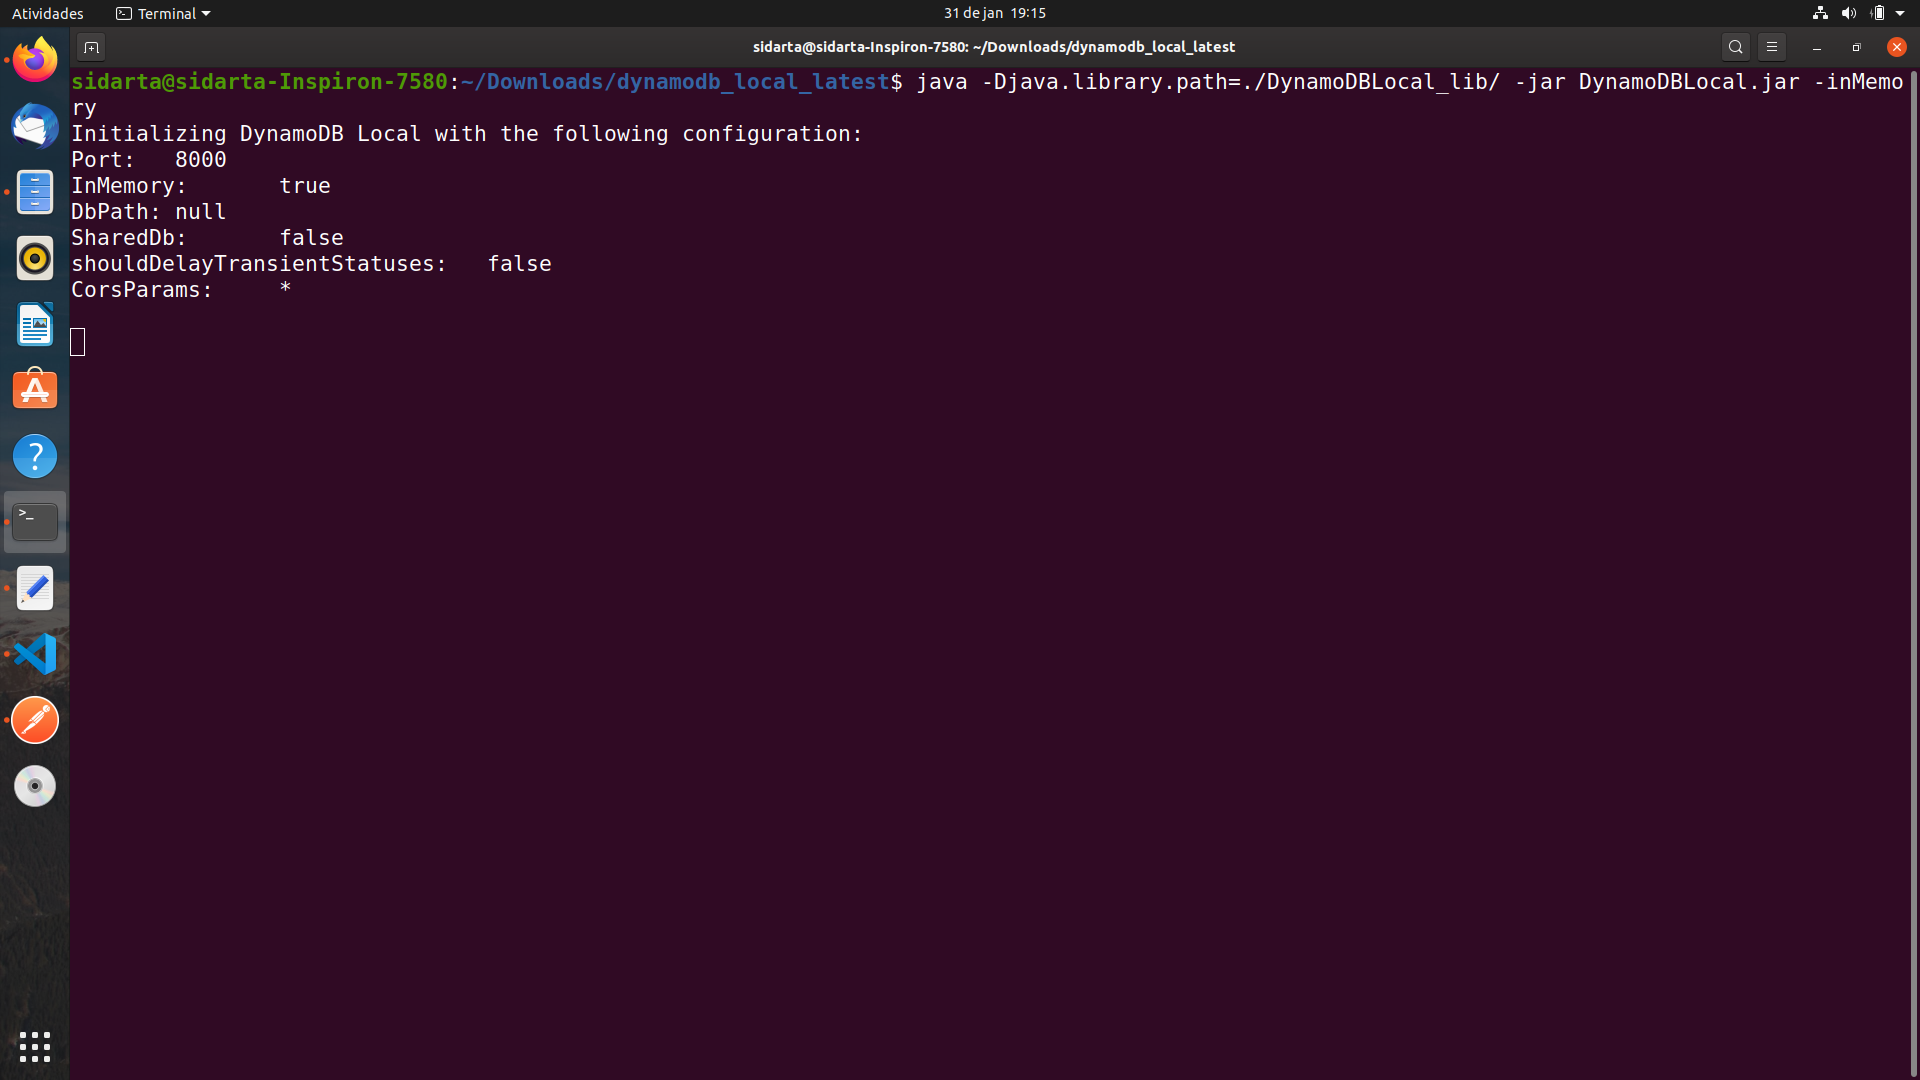 Atividades Terminal 31 de jan 19:15
sidarta@sidarta-Inspiron-7580: ~/Downloads/dynamodb_local_latest
sidarta@sidarta-Inspiron-7580:~/Downloads/dynamodb_local_latest$ java -Djava.library.path=./DynamoDBLocal_lib/ -jar DynamoDBLocal.jar -inMemo
ry
Initializing DynamoDB Local with the following configuration:
Port: 8000
InMemory: true
DbPath: null
SharedDb: false
shouldDelayTransientStatuses: false
CorsParams: *